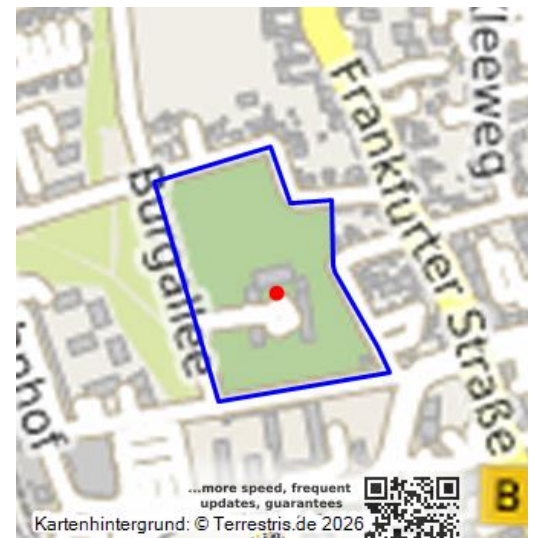 Kleeweg
Frankfurter Straße
Burgallee
...more speed, frequent
updates, guarantees
B
Kartenhintergrund: © Terrestris.de 2026